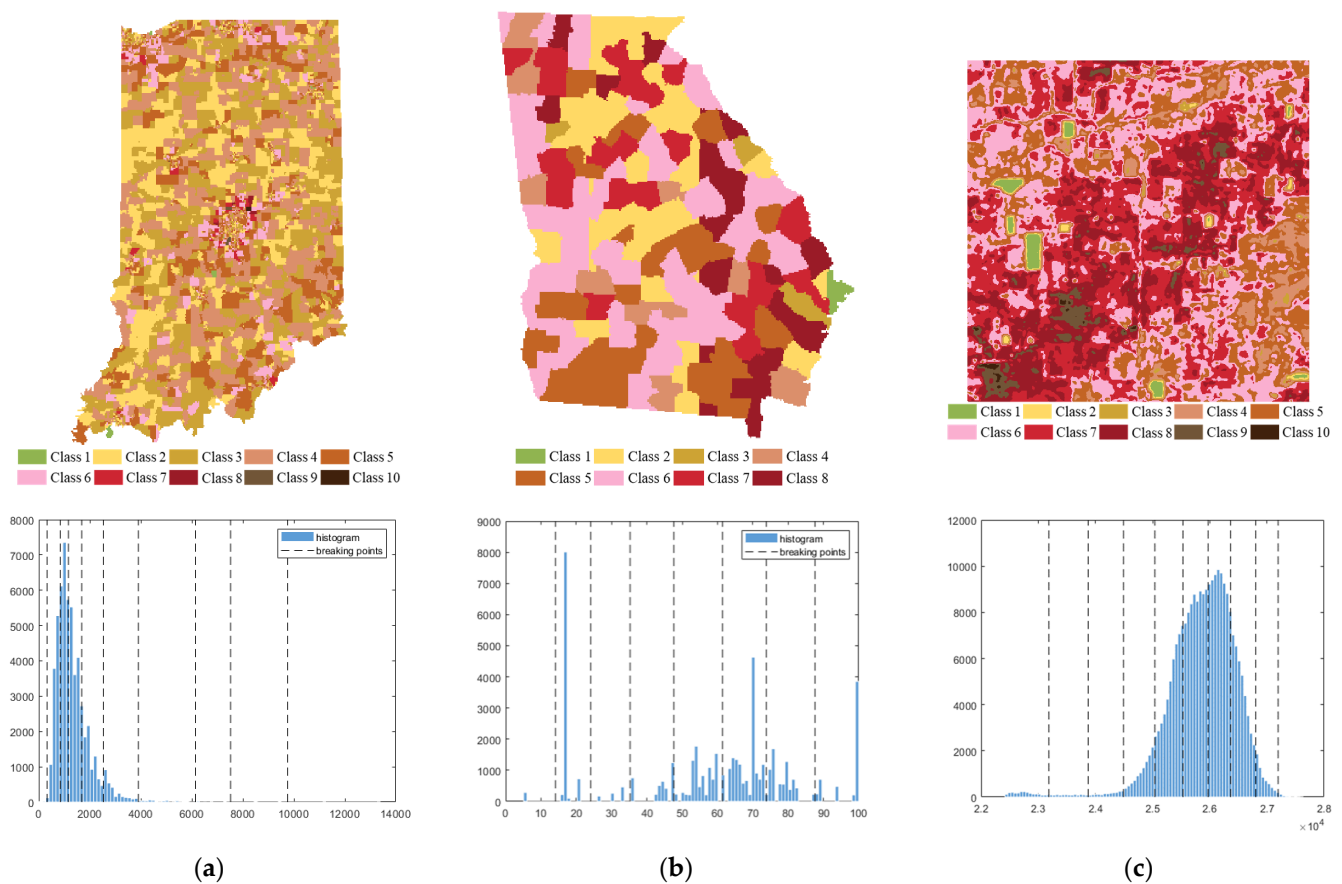 Class 1 Class 2 Class 3 Class 4 Class 5
Class 6 Class 7 Class 8 Class 9 Class 10
Class 1 Class 2 Class 3 Class 4
Class 5 Class 6 Class 7 Class 8
Class 1 Class 2 Class 3 Class 4 Class 5
Class 6 Class 7 Class 8 Class 9 Class 10
8000
7000
6000
5000
4000
3000
2000
1000
0
0 2000 4000 6000 8000 10000 12000 14000
histogram
breaking points
9000
8000
7000
6000
5000
4000
3000
2000
1000
0
0 10 20 30 40 50 60 70 80 90 100
histogram
breaking points
12000
10000
8000
6000
4000
2000
0
2.2 2.3 2.4 2.5 2.6 2.7 2.8
×10⁴
(a)
(b)
(c)